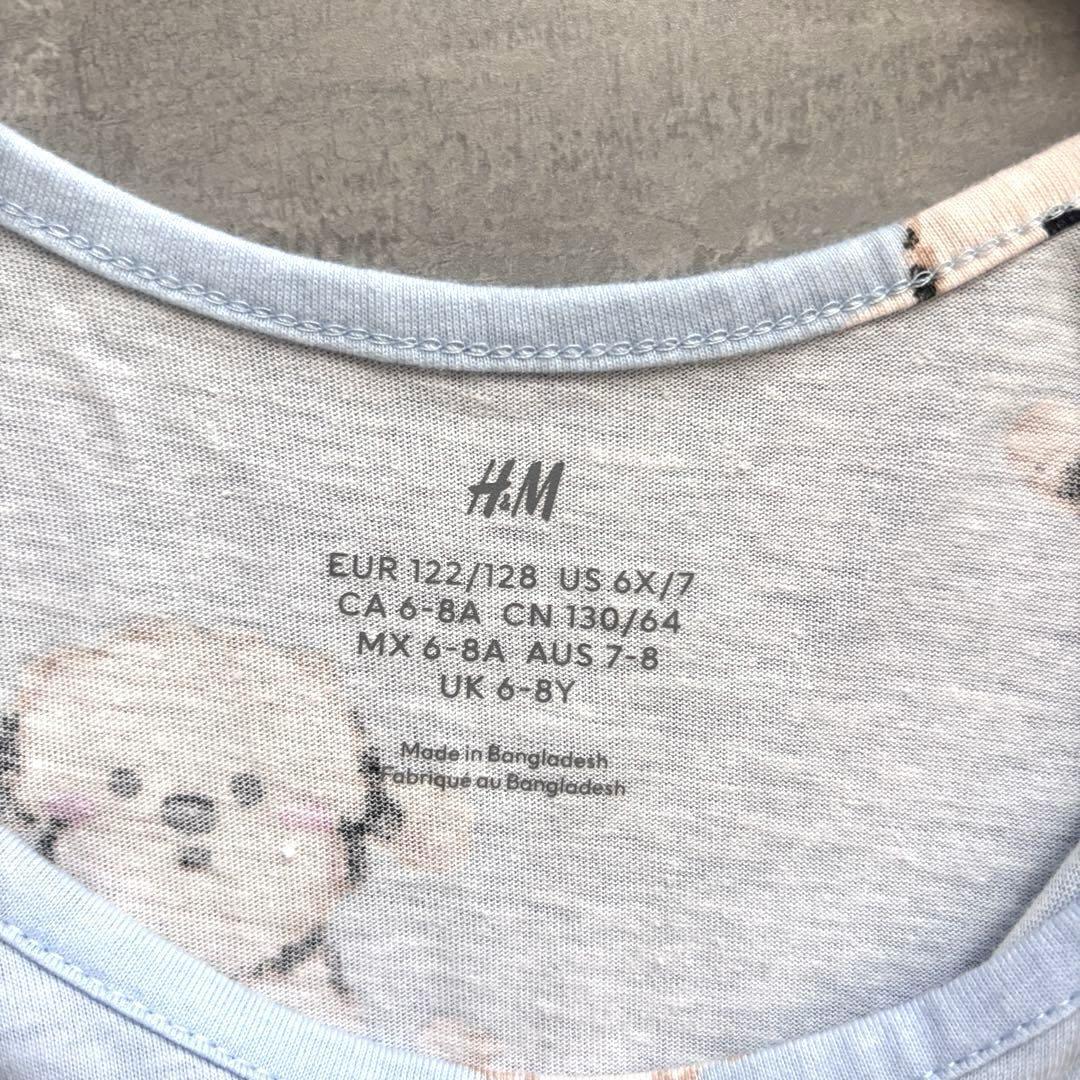 H&M
EUR 122/128 US 6X/7
CA 6-8A CN 130/64
MX 6-8A AUS 7-8
UK 6-8Y
Made in Bangladesh
Fabriqué au Bangladesh